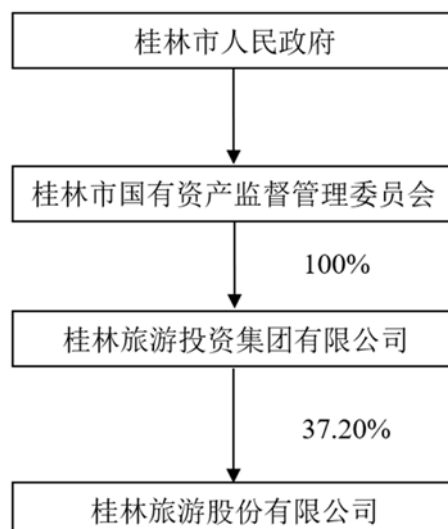 桂林市人民政府
桂林市国有资产监督管理委员会
100%
桂林旅游投资集团有限公司
37.20%
桂林旅游股份有限公司